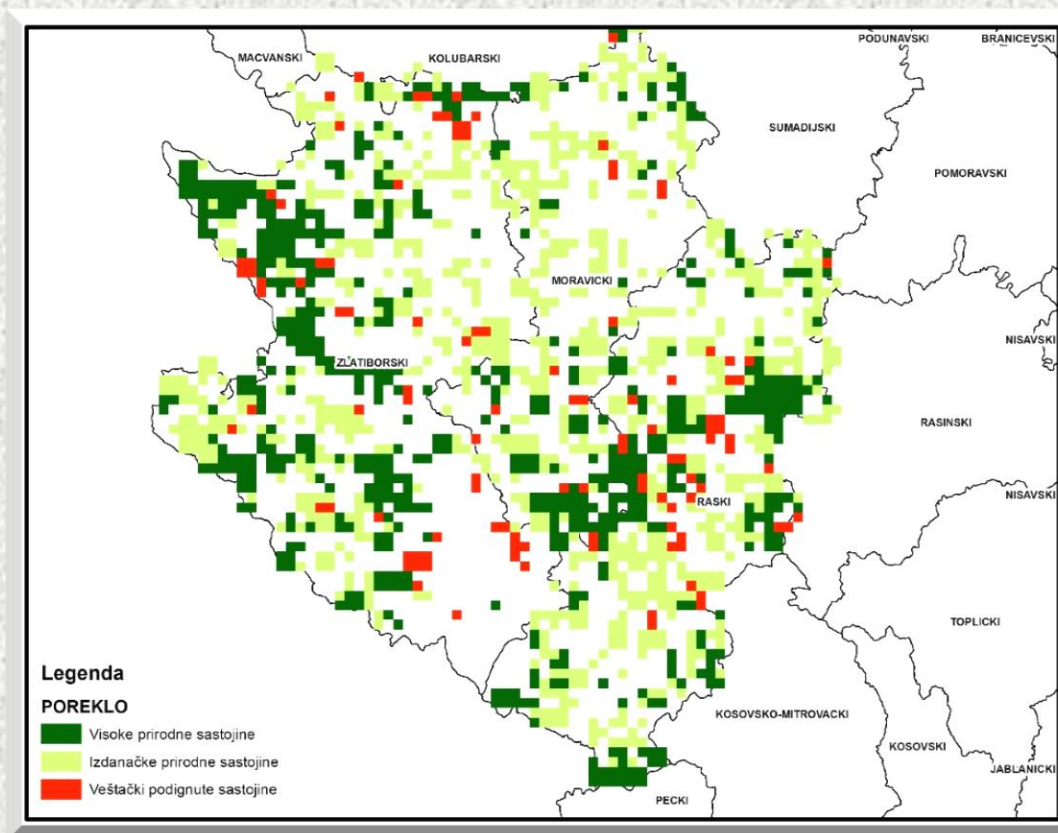 PODUNAVSKI
BRANICEVSKI
MACVANSKI
KOLUBARSKI
SUMADIJSKI
POMORAVSKI
MORAVICKI
NISAVSKI
ZLATIBORSKI
RASINSKI
NISAVSKI
RASKI
TOPLICKI
KOSOVSKO-MITROVACKI
KOSOVSKI
JABLANICKI
PECKI
Legenda
POREKLO
Visoke prirodne sastojine
Izdanačke prirodne sastojine
Veštački podignute sastojine